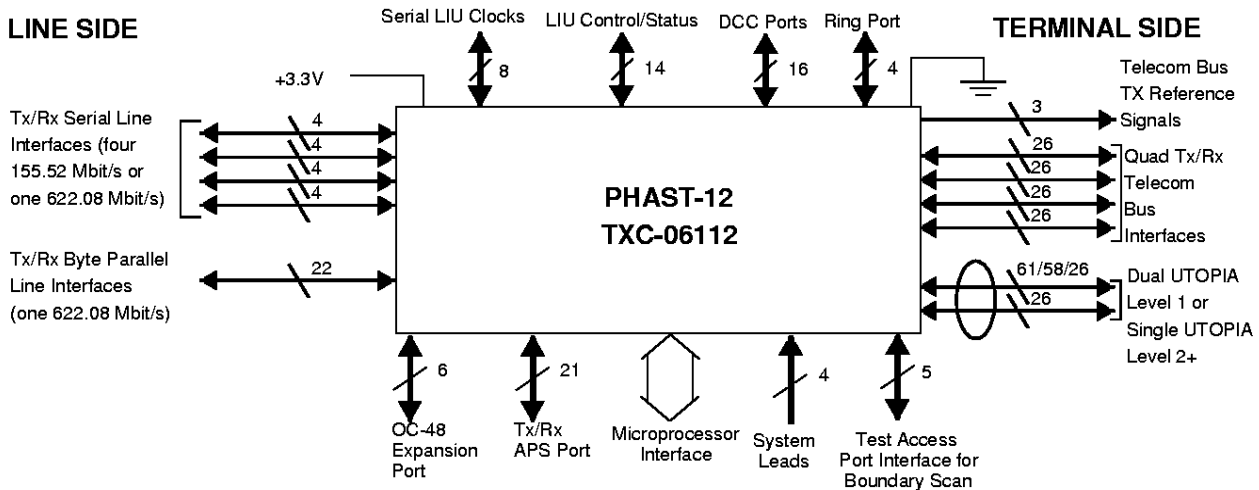 LINE SIDE
Serial LIU Clocks
LIU Control/Status
DCC Ports
Ring Port
TERMINAL SIDE
8
14
16
4
+3.3V
Tx/Rx Serial Line
Interfaces (four
155.52 Mbit/s or
one 622.08 Mbit/s)
4
4
4
4
Tx/Rx Byte Parallel
Line Interfaces
(one 622.08 Mbit/s)
22
PHAST-12
TXC-06112
Telecom Bus
TX Reference
Signals
3
26
26
26
26
Quad Tx/Rx
Telecom
Bus
Interfaces
61/58/26
26
Dual UTOPIA
Level 1 or
Single UTOPIA
Level 2+
6
21
4
5
OC-48
Expansion
Port
Tx/Rx
APS Port
Microprocessor
Interface
System
Leads
Test Access
Port Interface for
Boundary Scan